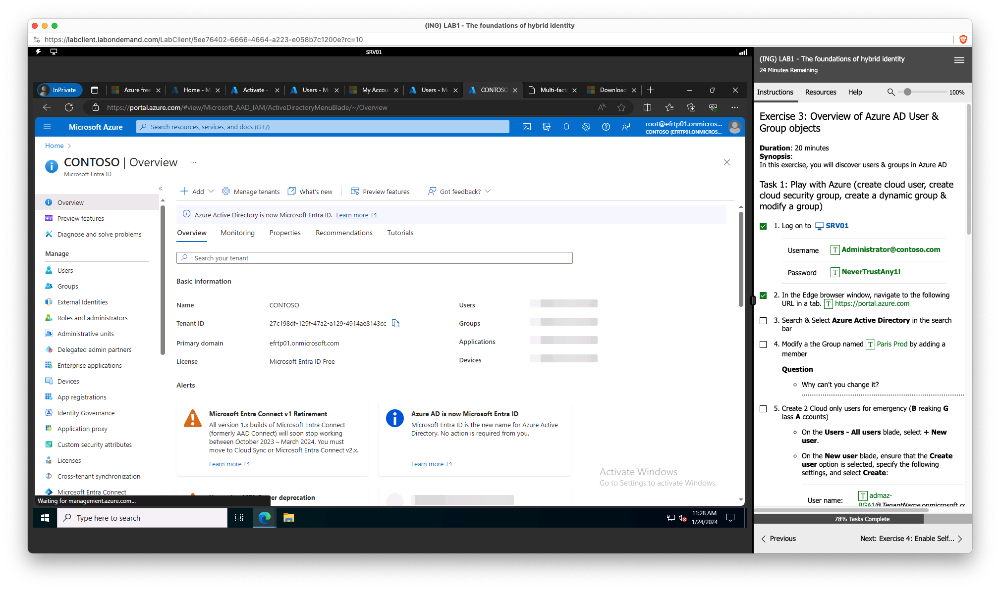 (ING) LAB1 - The foundations of hybrid identity
https://labclient.labondemand.com/LabClient/5ee76402-6666-4664-a223-e058b7c1200e?rc=10
SRV01
InPrivate
Azure free
Home - M
Activate -
Users - Mi
My Accou
Users - Mi
CONTOSO
Multi-fact
Download
https://portal.azure.com/#view/Microsoft_AAD_IAM/ActiveDirectoryMenuBlade/~/Overview
Microsoft Azure
Search resources, services, and docs (G+/)
root@efrtp01.onmicros...
CONTOSO (EFRTP01.ONMICROS...
Home >
CONTOSO | Overview ...
Microsoft Entra ID
Overview
Preview features
Diagnose and solve problems
Manage
Users
Groups
External Identities
Roles and administrators
Administrative units
Delegated admin partners
Enterprise applications
Devices
App registrations
Identity Governance
Application proxy
Custom security attributes
Licenses
Cross-tenant synchronization
Microsoft Entra Connect
Waiting for management.azure.com...
Add
Manage tenants
What's new
Preview features
Got feedback?
Azure Active Directory is now Microsoft Entra ID. Learn more
Overview
Monitoring
Properties
Recommendations
Tutorials
Search your tenant
Basic information
Name CONTOSO Users
Tenant ID 27c198df-129f-47a2-a129-4914ae8143cc Groups
Primary domain efrtp01.onmicrosoft.com Applications
License Microsoft Entra ID Free Devices
Alerts
Microsoft Entra Connect v1 Retirement
All version 1.x builds of Microsoft Entra Connect
(formerly AAD Connect) will soon stop working
between October 2023 – March 2024. You must
move to Cloud Sync or Microsoft Entra Connect v2.x.
Learn more
Azure AD is now Microsoft Entra ID
Microsoft Entra ID is the new name for Azure Active
Directory. No action is required from you.
Learn more
deprecation
Activate Windows
Go to Settings to activate Windows.
Type here to search
11:28 AM
1/24/2024
(ING) LAB1 - The foundations of hybrid identity
24 Minutes Remaining
Instructions
Resources
Help
100%
Exercise 3: Overview of Azure AD User &
Group objects
Duration: 20 minutes
Synopsis:
In this exercise, you will discover users & groups in Azure AD
Task 1: Play with Azure (create cloud user, create
cloud security group, create a dynamic group &
modify a group)
1. Log on to SRV01
Username T Administrator@contoso.com
Password T NeverTrustAny1!
2. In the Edge browser window, navigate to the following
URL in a tab. T https://portal.azure.com
3. Search & Select Azure Active Directory in the search
bar
4. Modify a the Group named T Paris Prod by adding a
member
Question
Why can't you change it?
....................................................................................
5. Create 2 Cloud only users for emergency (B reaking G
lass A ccounts)
On the Users - All users blade, select + New
user.
On the New user blade, ensure that the Create
user option is selected, specify the following
settings, and select Create:
User name: T admaz-
BGA1@TenantName.onmicrosoft.co
78% Tasks Complete
Previous
Next: Exercise 4: Enable Self...